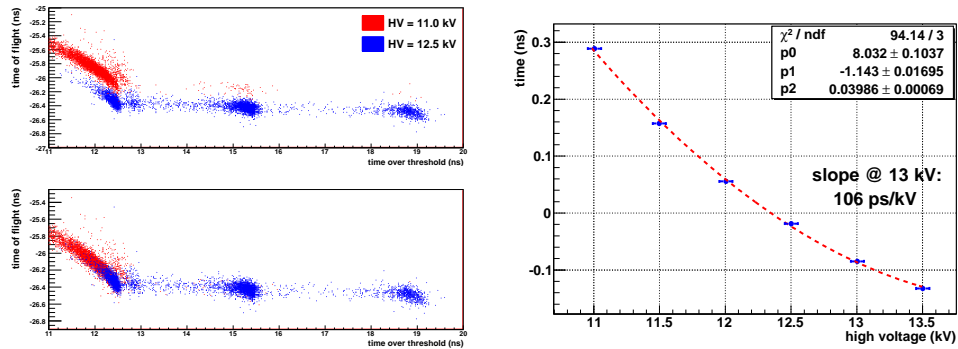 time of flight (ns)
-25
-25.2
-25.4
-25.6
-25.8
-26
-26.2
-26.4
-26.6
-26.8
-27
HV = 11.0 kV
HV = 12.5 kV
11 12 13 14 15 16 17 18 19 20
time over threshold (ns)
time of flight (ns)
-25.4
-25.6
-25.8
-26
-26.2
-26.4
-26.6
-26.8
11 12 13 14 15 16 17 18 19 20
time over threshold (ns)
time (ns)
0.3
0.2
0.1
0
-0.1
χ² / ndf 94.14 / 3
p0 8.032 ± 0.1037
p1 -1.143 ± 0.01695
p2 0.03986 ± 0.00069
slope @ 13 kV:
106 ps/kV
11 11.5 12 12.5 13 13.5
high voltage (kV)